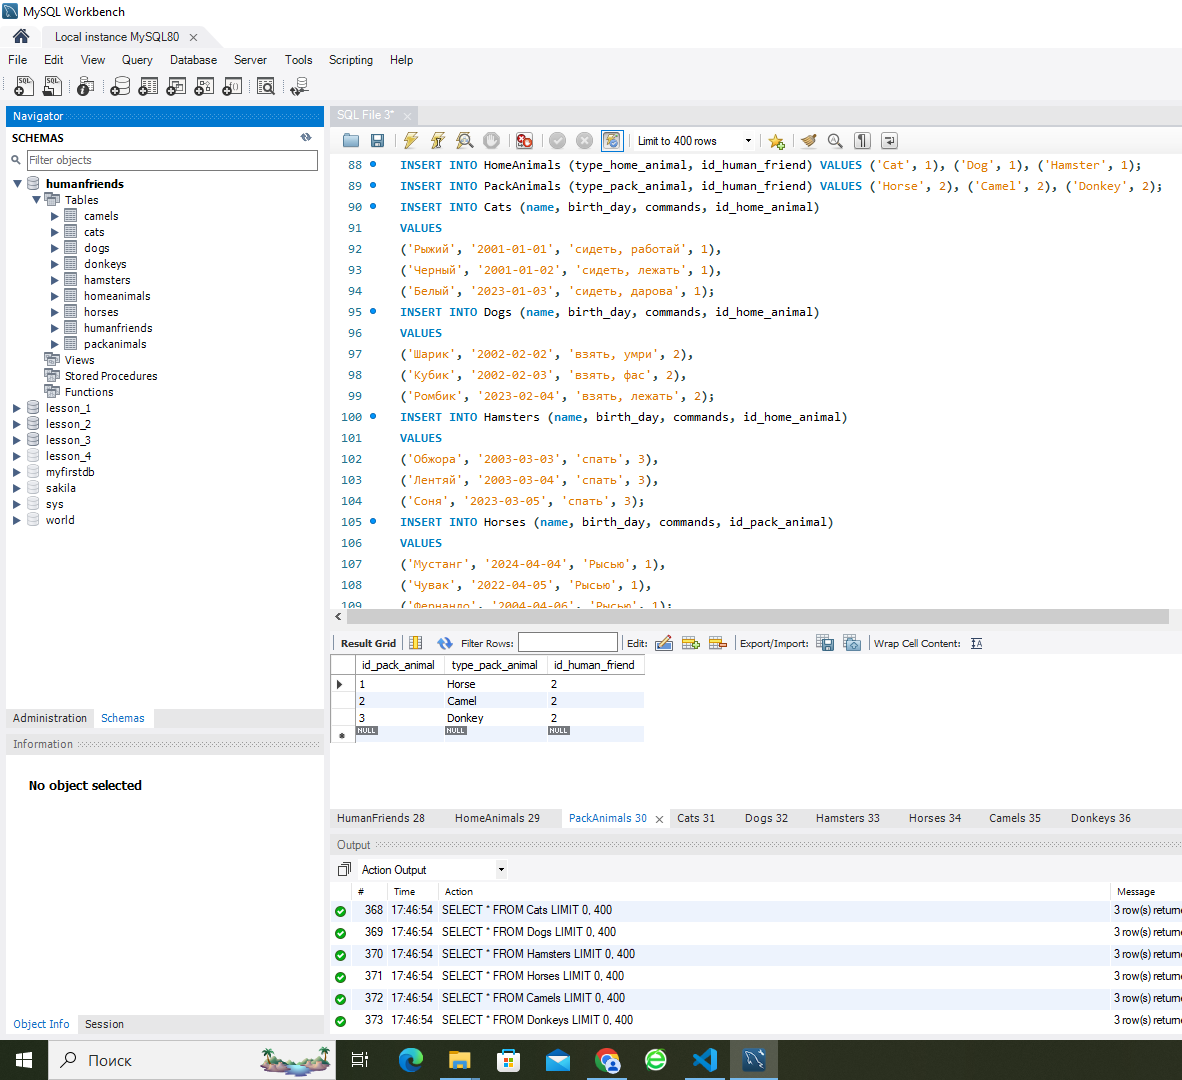 MySQL Workbench
Local instance MySQL80
File Edit View Query Database Server Tools Scripting Help
Navigator
SCHEMAS
Filter objects
humanfriends
Tables
camels
cats
dogs
donkeys
hamsters
homeanimals
horses
humanfriends
packanimals
Views
Stored Procedures
Functions
lesson_1
lesson_2
lesson_3
lesson_4
myfirstdb
sakila
sys
world
Administration Schemas
Information
No object selected
Object Info Session
SQL File 3*
Limit to 400 rows
88 INSERT INTO HomeAnimals (type_home_animal, id_human_friend) VALUES ('Cat', 1), ('Dog', 1), ('Hamster', 1);
89 INSERT INTO PackAnimals (type_pack_animal, id_human_friend) VALUES ('Horse', 2), ('Camel', 2), ('Donkey', 2);
90 INSERT INTO Cats (name, birth_day, commands, id_home_animal)
91 VALUES
92 ('Рыжий', '2001-01-01', 'сидеть, работай', 1),
93 ('Черный', '2001-01-02', 'сидеть, лежать', 1),
94 ('Белый', '2023-01-03', 'сидеть, дарова', 1);
95 INSERT INTO Dogs (name, birth_day, commands, id_home_animal)
96 VALUES
97 ('Шарик', '2002-02-02', 'взять, умри', 2),
98 ('Кубик', '2002-02-03', 'взять, фас', 2),
99 ('Ромбик', '2023-02-04', 'взять, лежать', 2);
100 INSERT INTO Hamsters (name, birth_day, commands, id_home_animal)
101 VALUES
102 ('Обжора', '2003-03-03', 'спать', 3),
103 ('Лентяй', '2003-03-04', 'спать', 3),
104 ('Соня', '2023-03-05', 'спать', 3);
105 INSERT INTO Horses (name, birth_day, commands, id_pack_animal)
106 VALUES
107 ('Мустанг', '2024-04-04', 'Рысью', 1),
108 ('Чувак', '2022-04-05', 'Рысью', 1),
109 ('Фернандо', '2004-04-06', 'Рысью', 1);
Result Grid Filter Rows: Edit: Export/Import: Wrap Cell Content: IA
id_pack_animal type_pack_animal id_human_friend
1 Horse 2
2 Camel 2
3 Donkey 2
NULL NULL NULL
HumanFriends 28 HomeAnimals 29 PackAnimals 30 Cats 31 Dogs 32 Hamsters 33 Horses 34 Camels 35 Donkeys 36
Output
Action Output
# Time Action Message
368 17:46:54 SELECT * FROM Cats LIMIT 0, 400 3 row(s) returne
369 17:46:54 SELECT * FROM Dogs LIMIT 0, 400 3 row(s) returne
370 17:46:54 SELECT * FROM Hamsters LIMIT 0, 400 3 row(s) returne
371 17:46:54 SELECT * FROM Horses LIMIT 0, 400 3 row(s) returne
372 17:46:54 SELECT * FROM Camels LIMIT 0, 400 3 row(s) returne
373 17:46:54 SELECT * FROM Donkeys LIMIT 0, 400 3 row(s) returne
Поиск